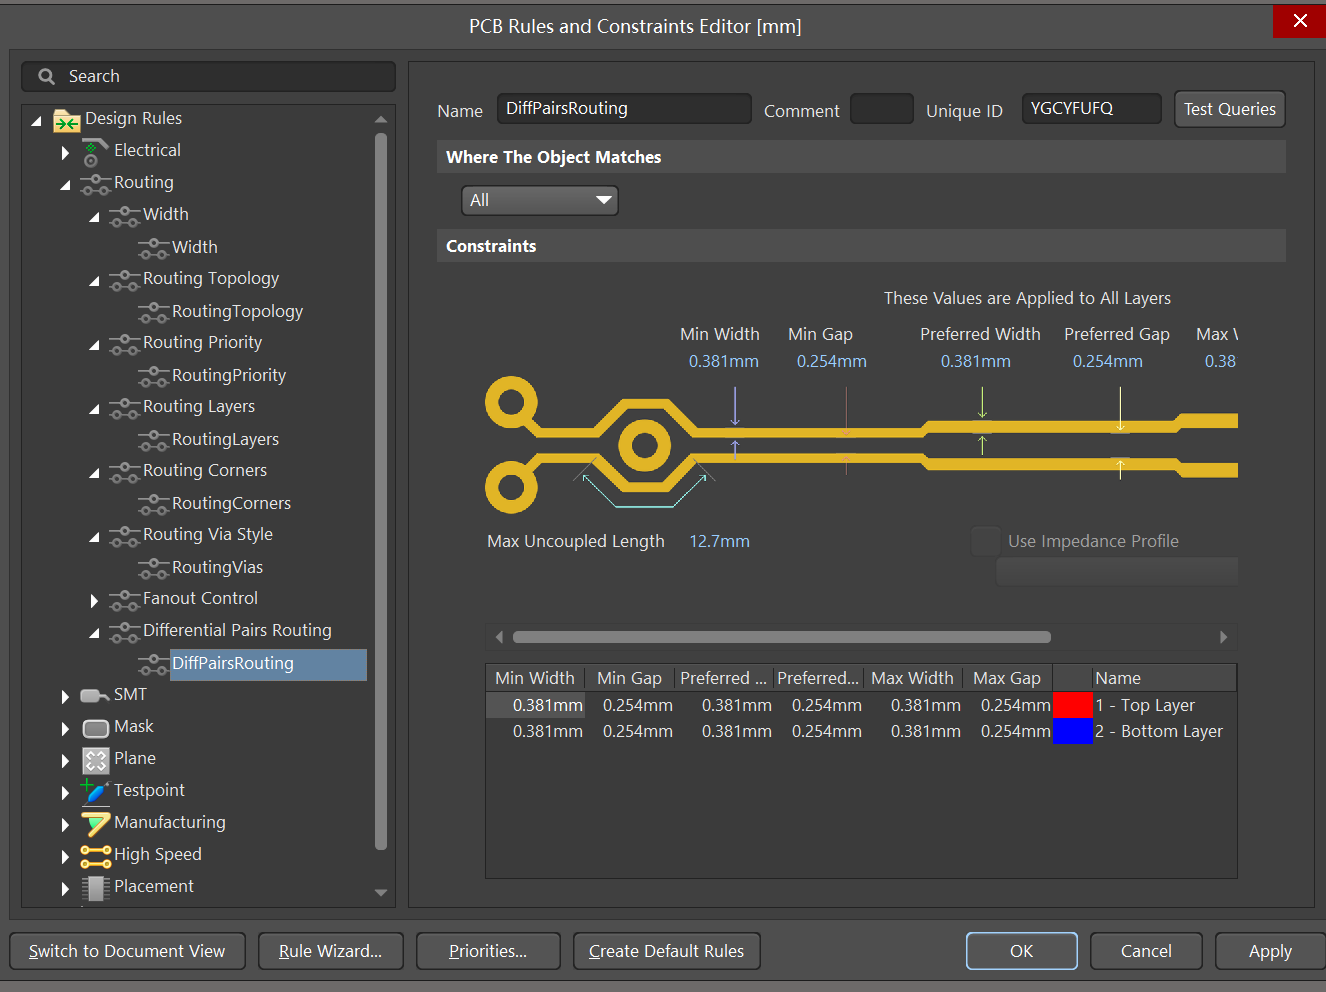 PCB Rules and Constraints Editor [mm]
Search
Design Rules
Electrical
Routing
Width
Width
Routing Topology
RoutingTopology
Routing Priority
RoutingPriority
Routing Layers
RoutingLayers
Routing Corners
RoutingCorners
Routing Via Style
RoutingVias
Fanout Control
Differential Pairs Routing
DiffPairsRouting
SMT
Mask
Plane
Testpoint
Manufacturing
High Speed
Placement
Name DiffPairsRouting Comment Unique ID YGCYFUFQ Test Queries
Where The Object Matches
All
Constraints
These Values are Applied to All Layers
Min Width Min Gap Preferred Width Preferred Gap Max
0.381mm 0.254mm 0.381mm 0.254mm 0.38
Max Uncoupled Length 12.7mm Use Impedance Profile
Min Width Min Gap Preferred ... Preferred... Max Width Max Gap Name
0.381mm 0.254mm 0.381mm 0.254mm 0.381mm 0.254mm 1 - Top Layer
0.381mm 0.254mm 0.381mm 0.254mm 0.381mm 0.254mm 2 - Bottom Layer
Switch to Document View Rule Wizard... Priorities... Create Default Rules OK Cancel Apply